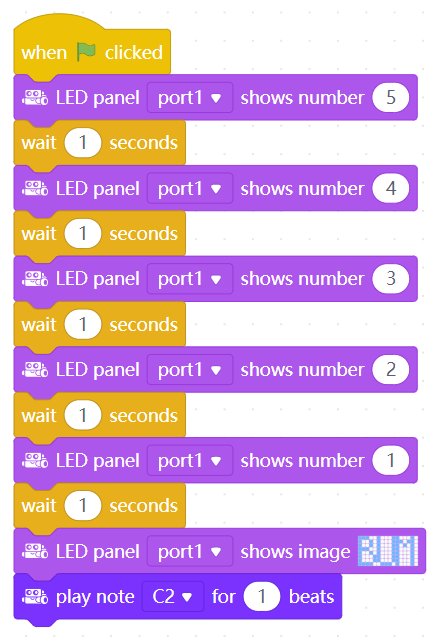 when clicked
LED panel port1 shows number 5
wait 1 seconds
LED panel port1 shows number 4
wait 1 seconds
LED panel port1 shows number 3
wait 1 seconds
LED panel port1 shows number 2
wait 1 seconds
LED panel port1 shows number 1
wait 1 seconds
LED panel port1 shows image
play note C2 for 1 beats